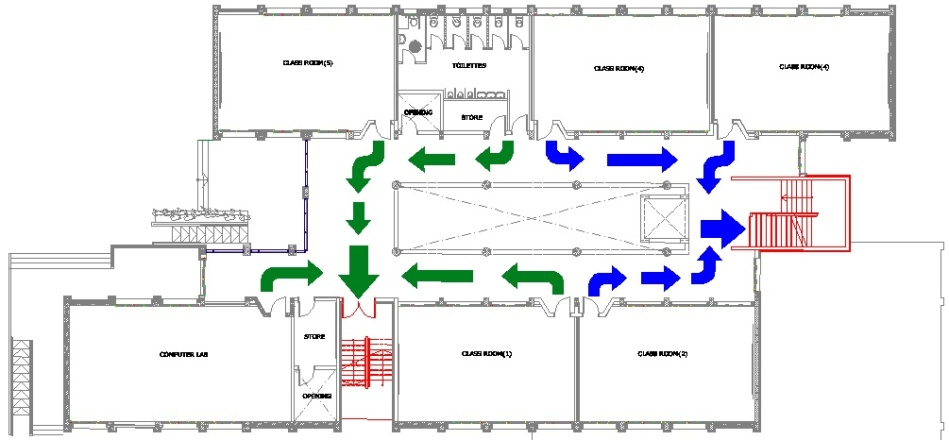 CLASS ROOM(5)
TOILETTES
CLASS ROOM(4)
CLASS ROOM(4)
OPENING
STORE
STORE
COMPUTER LAB
CLASS ROOM(1)
CLASS ROOM(2)
OPENING